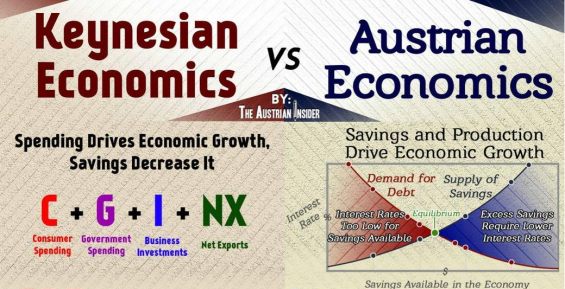 Keynesian
Economics
VS
Austrian
Economics
BY:
THE AUSTRIAN INSIDER
Spending Drives Economic Growth,
Savings Decrease It
C + G + I + NX
Consumer
Spending
Government
Spending
Business
Investments
Net Exports
Savings and Production
Drive Economic Growth
Demand for
Debt
Supply of
Savings
Interest
Rate %
Interest Rates
Too Low for
Savings Available
Equilibrium
Excess Savings
Require Lower
Interest Rates
$
Savings Available in the Economy